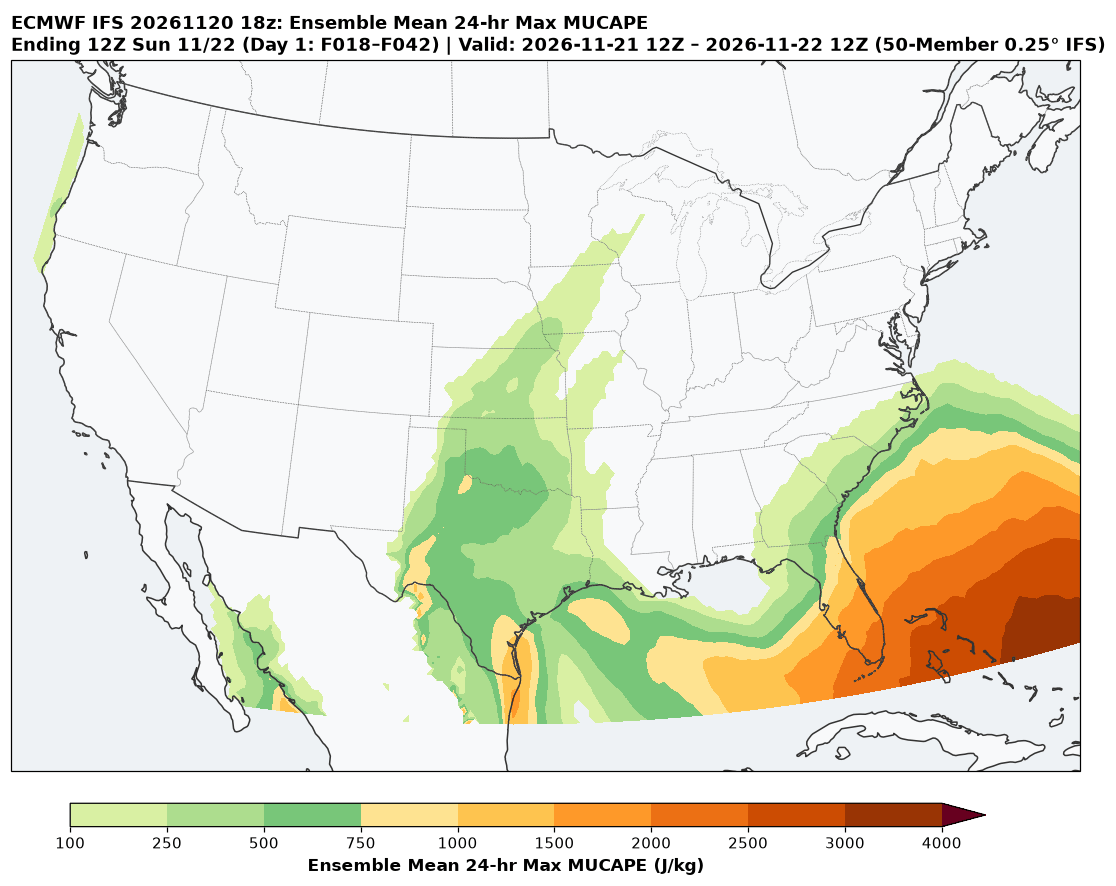 ECMWF IFS 20261120 18z: Ensemble Mean 24-hr Max MUCAPE
Ending 12Z Sun 11/22 (Day 1: F018–F042) | Valid: 2026-11-21 12Z – 2026-11-22 12Z (50-Member 0.25° IFS)
100 250 500 750 1000 1500 2000 2500 3000 4000
Ensemble Mean 24-hr Max MUCAPE (J/kg)